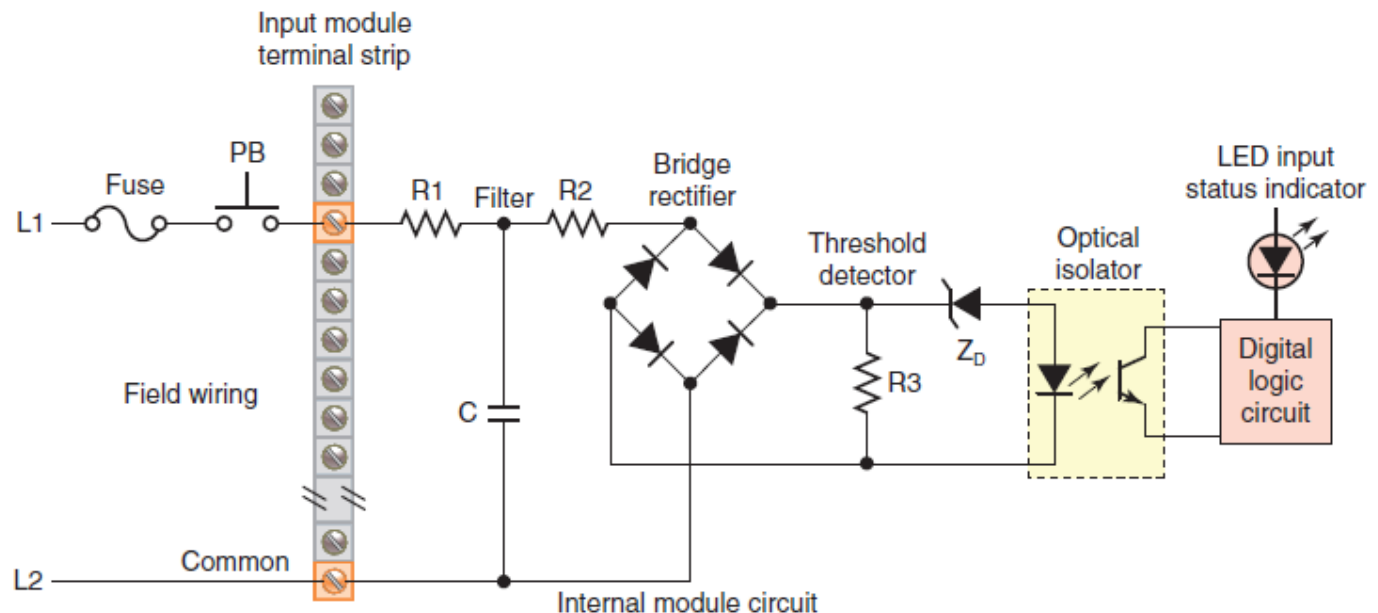 Input module
terminal strip
PB
Fuse
L1
R1
Filter
R2
Bridge
rectifier
Threshold
detector
Optical
isolator
LED input
status indicator
Z_D
R3
Digital
logic
circuit
Field wiring
C
Common
L2
Internal module circuit